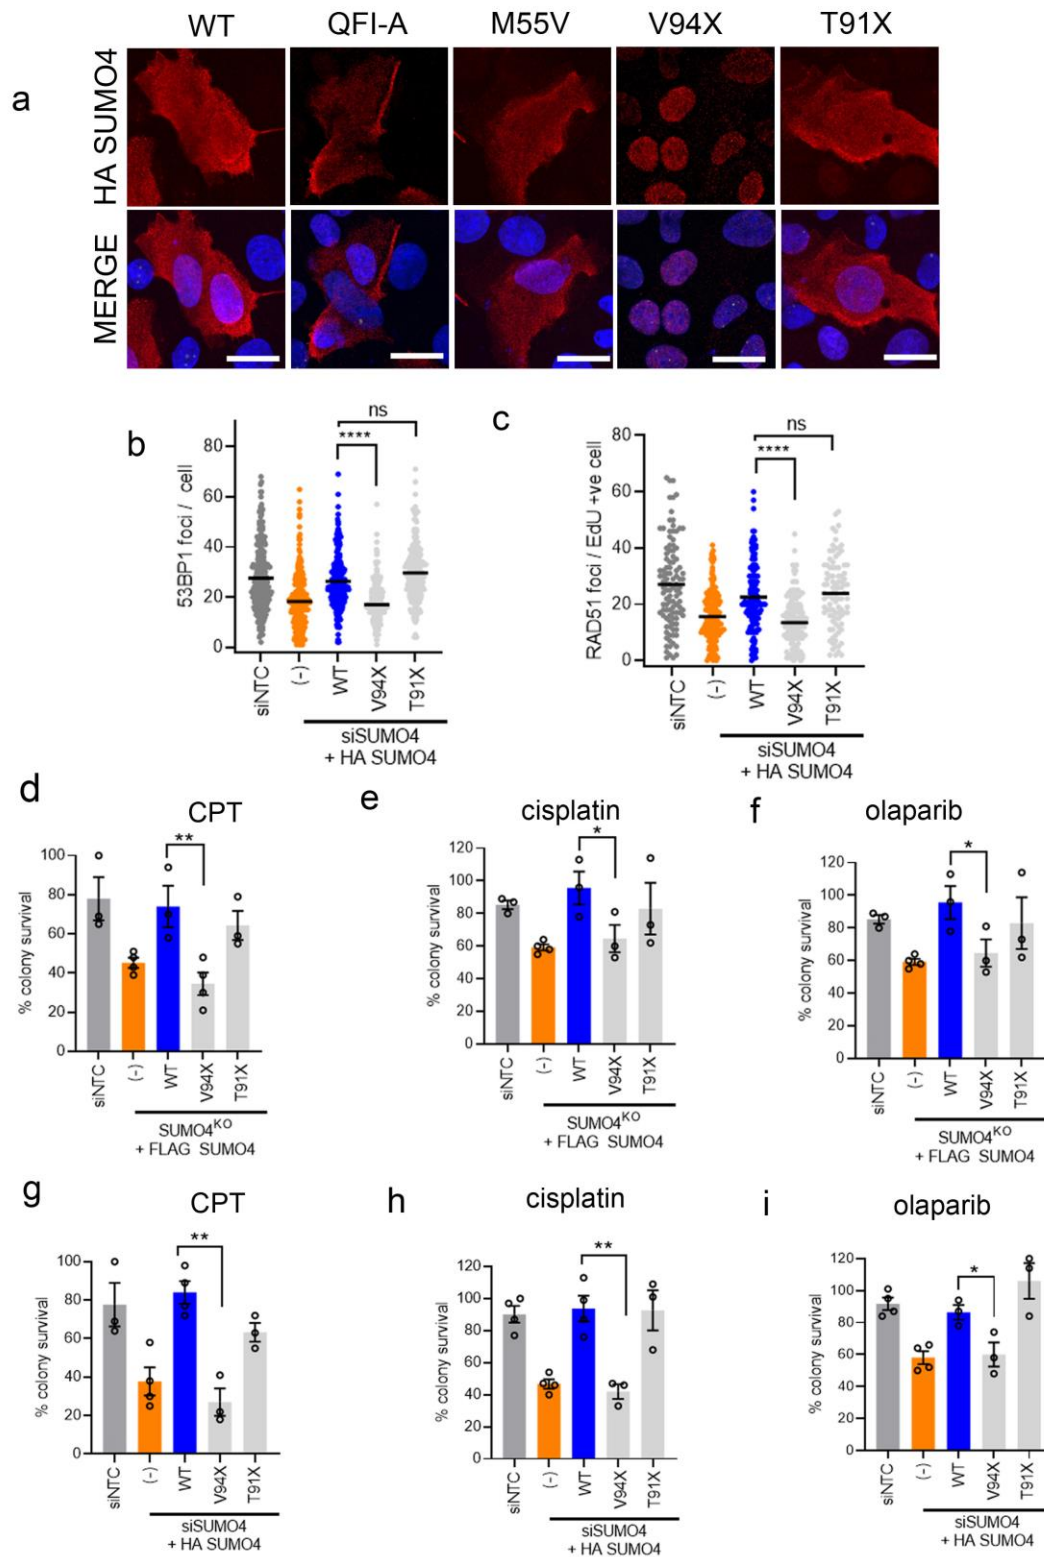 WT QFI-A M55V V94X T91X
a
HA SUMO4
MERGE
b
ns
****
53BP1 foci / cell
80
60
40
20
0
siNTC
(-)
WT
V94X
T91X
siSUMO4
+ HA SUMO4
c
ns
****
RAD51 foci / EdU +ve cell
80
60
40
20
0
siNTC
(-)
WT
V94X
T91X
siSUMO4
+ HA SUMO4
d
CPT
**
% colony survival
100
80
60
40
20
0
siNTC
(-)
WT
V94X
T91X
SUMO4KO
+ FLAG SUMO4
e
cisplatin
*
% colony survival
120
100
80
60
40
20
0
siNTC
(-)
WT
V94X
T91X
SUMO4KO
+ FLAG SUMO4
f
olaparib
*
% colony survival
120
100
80
60
40
20
0
siNTC
(-)
WT
V94X
T91X
SUMO4KO
+ FLAG SUMO4
g
CPT
**
% colony survival
100
80
60
40
20
0
siNTC
(-)
WT
V94X
T91X
siSUMO4
+ HA SUMO4
h
cisplatin
**
% colony survival
120
100
80
60
40
20
0
siNTC
(-)
WT
V94X
T91X
siSUMO4
+ HA SUMO4
i
olaparib
*
% colony survival
120
100
80
60
40
20
0
siNTC
(-)
WT
V94X
T91X
siSUMO4
+ HA SUMO4